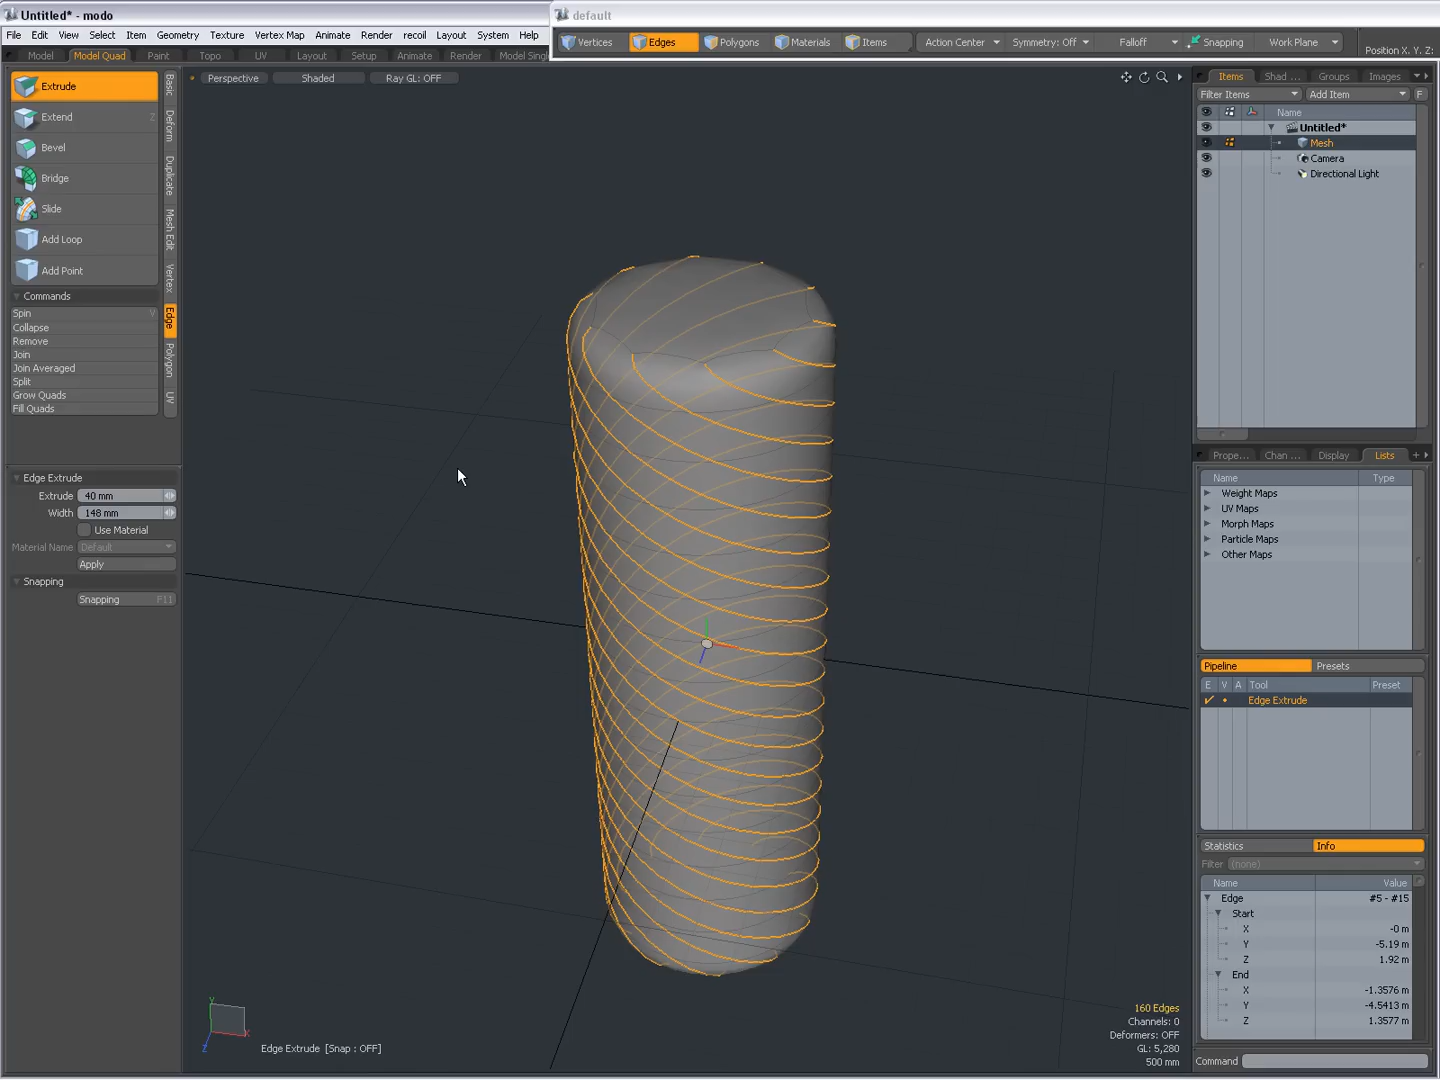 Untitled* - modo
default
File Edit View Select Item Geometry Texture Vertex Map Animate Render recoil Layout System Help
Vertices Edges Polygons Materials Items Action Center Symmetry: Off Falloff Snapping Work Plane Position X, Y, Z:
Model Model Quad Paint Topo UV Layout Setup Animate Render Model Singl
Perspective Shaded Ray GL: OFF
Extrude
Extend Z
Bevel
Bridge
Slide
Add Loop
Add Point
Basic
Deform
Duplicate
Mesh Edit
Vertex
Edge
Polygon
UV
Commands
Spin V
Collapse
Remove
Join
Join Averaged
Split
Grow Quads
Fill Quads
Edge Extrude
Extrude 40 mm
Width 148 mm
Use Material
Material Name Default
Apply
Snapping
Snapping F11
Items Shad ... Groups Images
Filter Items Add Item F
Name
Untitled*
Mesh
Camera
Directional Light
Prope... Chan ... Display Lists
Name Type
Weight Maps
UV Maps
Morph Maps
Particle Maps
Other Maps
Pipeline Presets
E V A Tool Preset
Edge Extrude
Statistics Info
Filter (none)
Name Value
Edge #5 - #15
Start
X -0 m
Y -5.19 m
Z 1.92 m
End
X -1.3576 m
Y -4.5413 m
Z 1.3577 m
Command
160 Edges
Channels: 0
Deformers: OFF
GL: 5,280
500 mm
Y
X
Z
Edge Extrude [Snap : OFF]